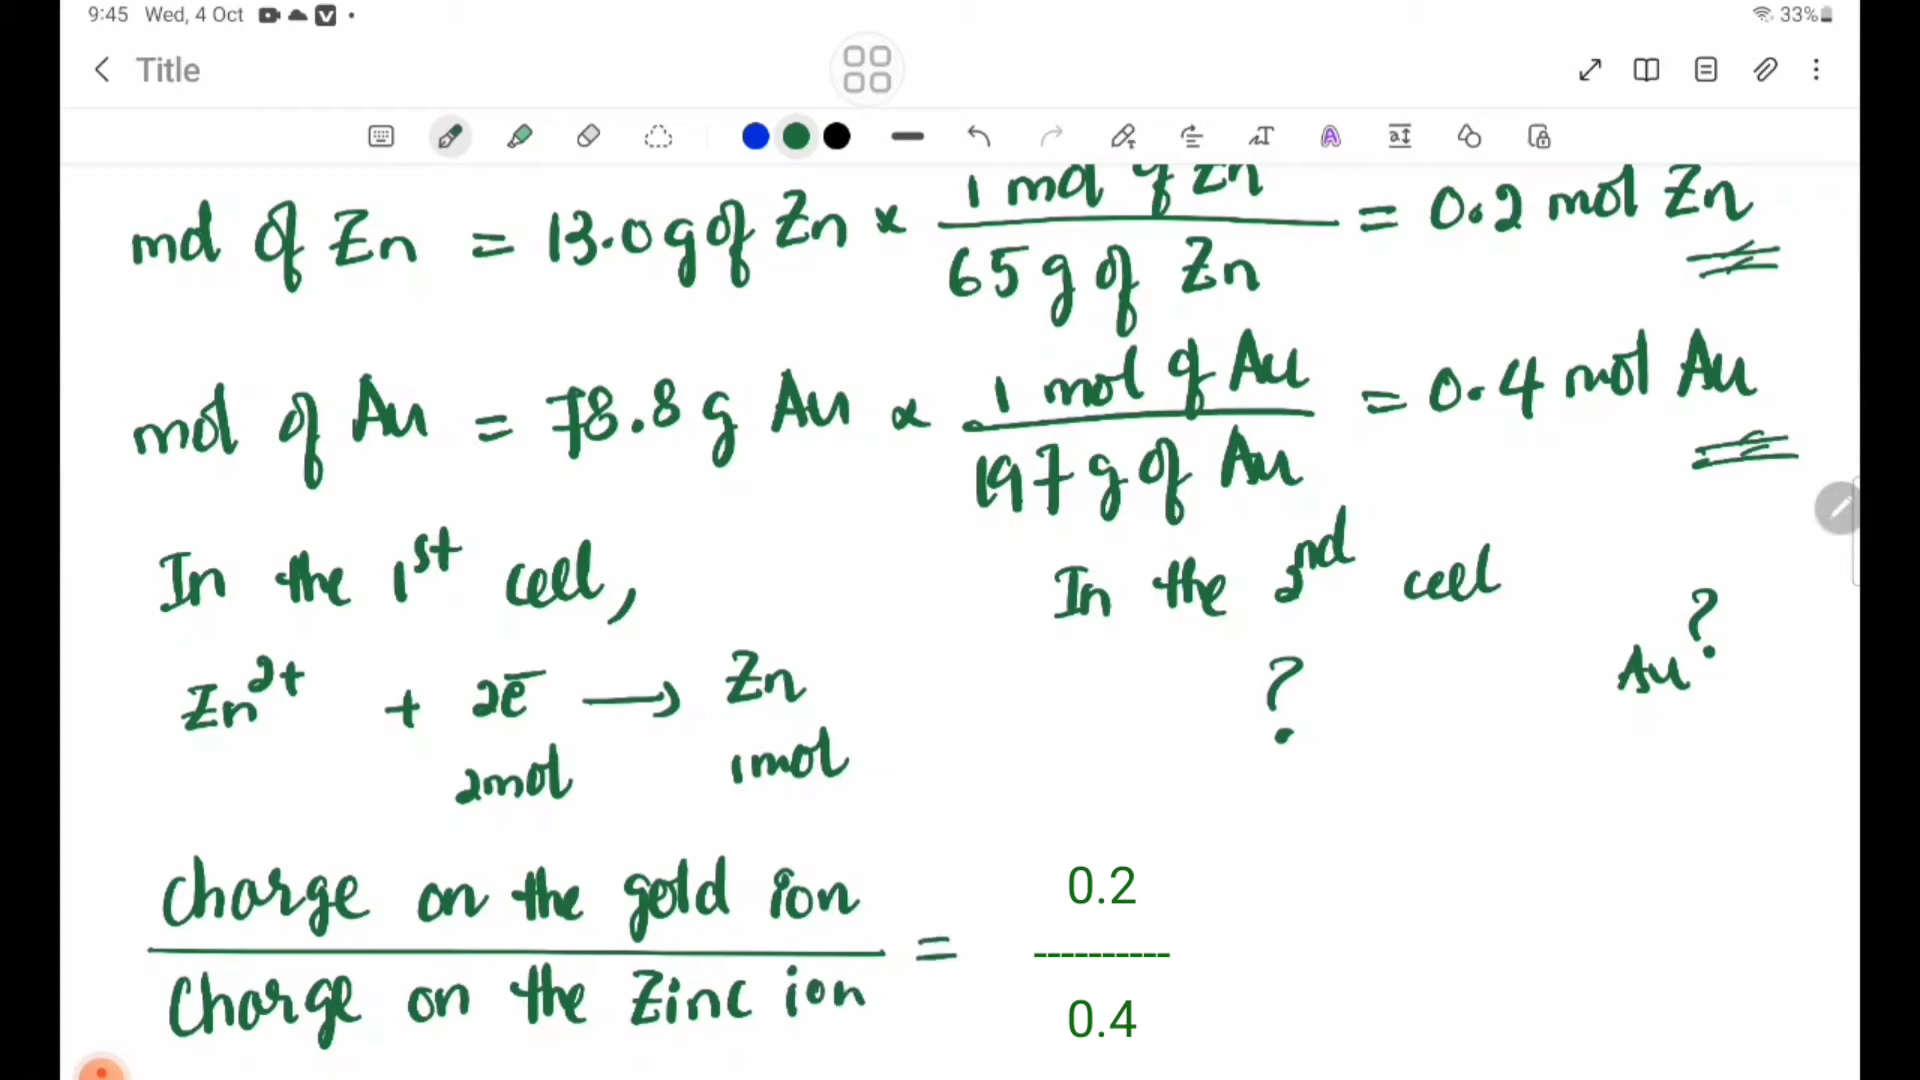 9:45 Wed, 4 Oct V • 33%
Title
1 mol of Zn
mol of Zn = 13.0g of Zn × = 0.2 mol Zn
65 g of Zn
1 mol of Au
mol of Au = 78.8 g Au × = 0.4 mol Au
197 g of Au
In the 1st cell, In the 2nd cell
Zn2+ + 2e- → Zn ? Au?
2mol 1mol
Charge on the gold ion 0.2
= ----------
Charge on the Zinc ion 0.4